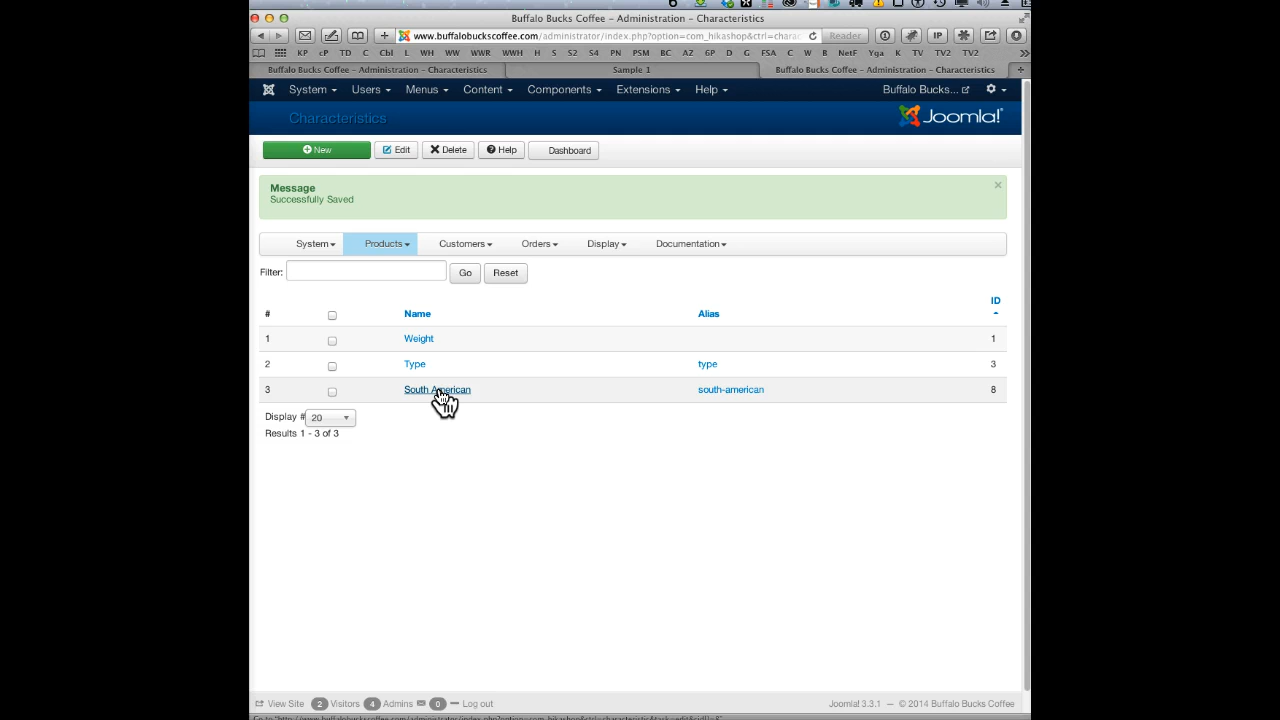 Buffalo Bucks Coffee – Administration – Characteristics
www.buffalobuckscoffee.com/administrator/index.php?option=com_hikashop&ctrl=charac Reader IP
KP cP TD C Cbl L WH WW WWR WWH H S S2 S4 PN PSM BC AZ 6P D G FSA C W B NetF Yga K TV TV2 TV2
Buffalo Bucks Coffee – Administration – Characteristics Sample 1 Buffalo Bucks Coffee – Administration – Characteristics
System Users Menus Content Components Extensions Help Buffalo Bucks...
Characteristics Joomla!
New Edit Delete Help Dashboard
Message
Successfully Saved
System Products Customers Orders Display Documentation
Filter: Go Reset
# Name Alias ID
1 Weight 1
2 Type type 3
3 South American south-american 8
Display # 20
Results 1 - 3 of 3
View Site 2 Visitors 4 Admins 0 Log out Joomla! 3.3.1 — © 2014 Buffalo Bucks Coffee